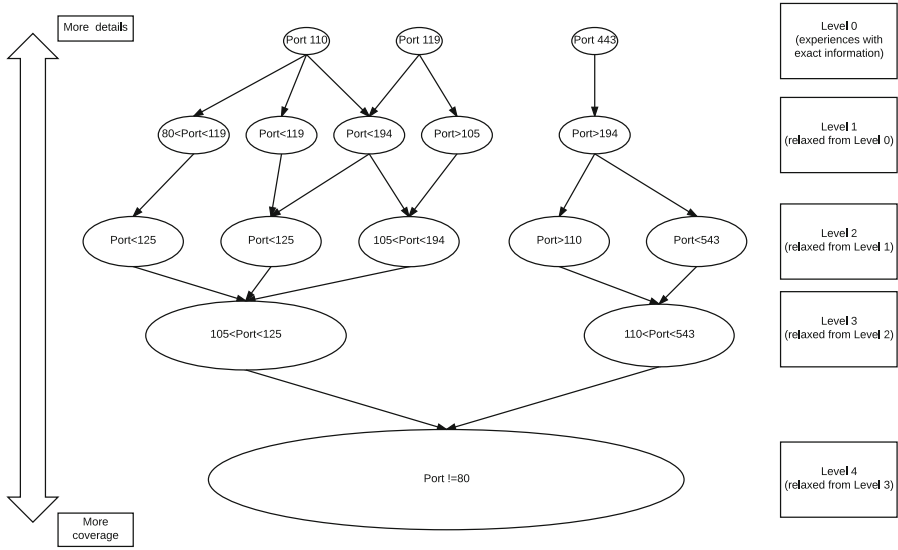 More details
Port 110
Port 119
Port 443
Level 0
(experiences with
exact information)
80<Port<119
Port<119
Port<194
Port>105
Port>194
Level 1
(relaxed from Level 0)
Port<125
Port<125
105<Port<194
Port>110
Port<543
Level 2
(relaxed from Level 1)
105<Port<125
110<Port<543
Level 3
(relaxed from Level 2)
Port !=80
Level 4
(relaxed from Level 3)
More
coverage